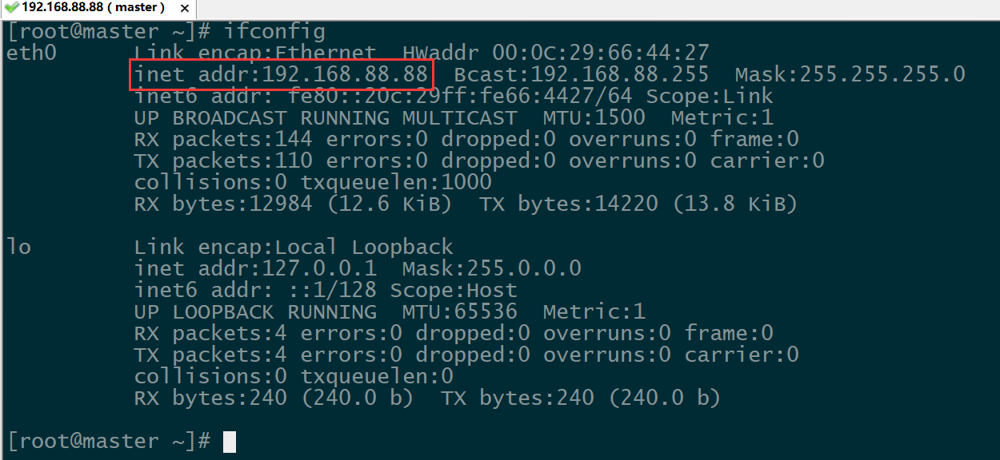 192.168.88.88 ( master ) ×
[root@master ~]# ifconfig
eth0      Link encap:Ethernet  HWaddr 00:0C:29:66:44:27
          inet addr:192.168.88.88  Bcast:192.168.88.255  Mask:255.255.255.0
          inet6 addr: fe80::20c:29ff:fe66:4427/64 Scope:Link
          UP BROADCAST RUNNING MULTICAST  MTU:1500  Metric:1
          RX packets:144 errors:0 dropped:0 overruns:0 frame:0
          TX packets:110 errors:0 dropped:0 overruns:0 carrier:0
          collisions:0 txqueuelen:1000
          RX bytes:12984 (12.6 KiB)  TX bytes:14220 (13.8 KiB)
lo        Link encap:Local Loopback
          inet addr:127.0.0.1  Mask:255.0.0.0
          inet6 addr: ::1/128 Scope:Host
          UP LOOPBACK RUNNING  MTU:65536  Metric:1
          RX packets:4 errors:0 dropped:0 overruns:0 frame:0
          TX packets:4 errors:0 dropped:0 overruns:0 carrier:0
          collisions:0 txqueuelen:0
          RX bytes:240 (240.0 b)  TX bytes:240 (240.0 b)
[root@master ~]#